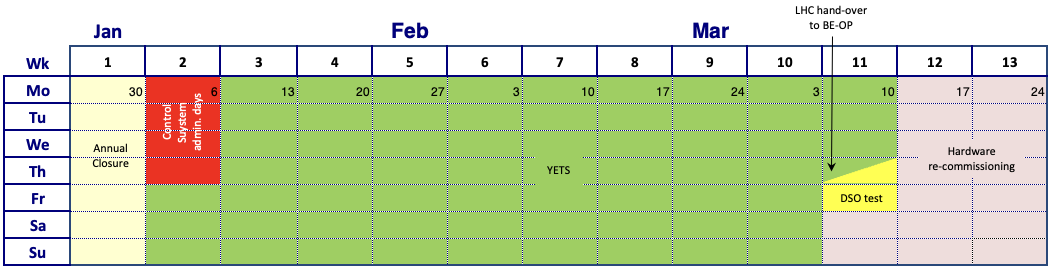 LHC hand-over
to BE-OP
Jan Feb Mar
Wk 1 2 3 4 5 6 7 8 9 10 11 12 13
Mo 30 6 13 20 27 3 10 17 24 3 10 17 24
Tu
We
Th
Fr
Sa
Su
Annual
Closure
Control
Suystem
admin. days
YETS
DSO test
Hardware
re-commissioning